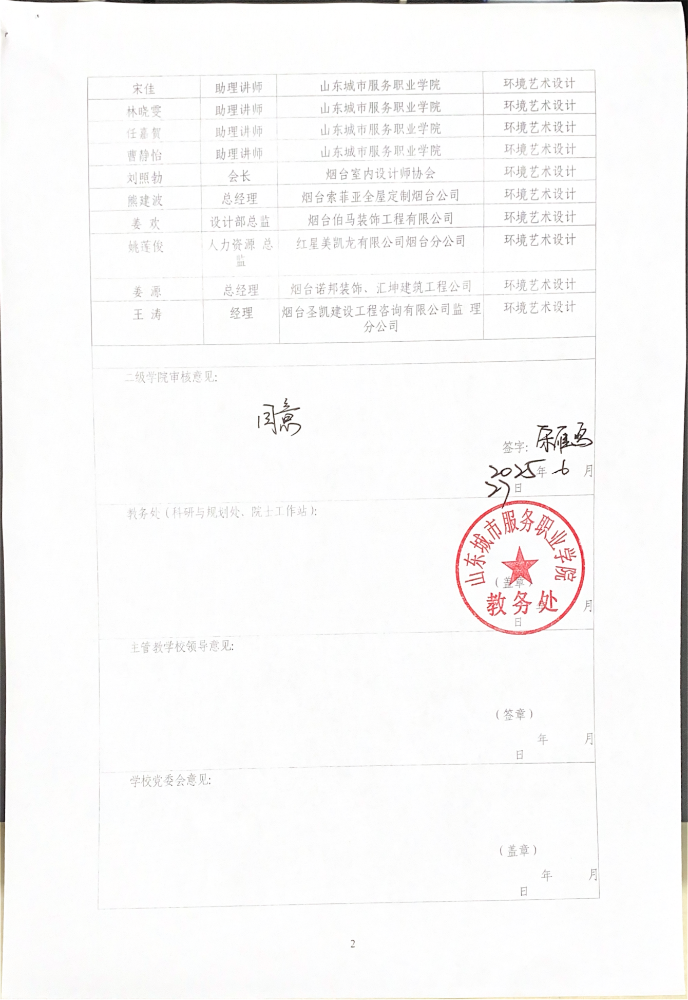 宋佳 助理讲师 山东城市服务职业学院 环境艺术设计
林晓雯 助理讲师 山东城市服务职业学院 环境艺术设计
任嘉贺 助理讲师 山东城市服务职业学院 环境艺术设计
曹静怡 助理讲师 山东城市服务职业学院 环境艺术设计
刘照勃 会长 烟台室内设计师协会 环境艺术设计
熊建波 总经理 烟台索菲亚全屋定制烟台公司 环境艺术设计
姜 欢 设计部总监 烟台伯马装饰工程有限公司 环境艺术设计
姚莲俊 人力资源 总 红星美凯龙有限公司烟台分公司 环境艺术设计
监
姜 源 总经理 烟台诺邦装饰、汇坤建筑工程公司 环境艺术设计
王 涛 经理 烟台圣凯建设工程咨询有限公司监 理 环境艺术设计
分公司
二级学院审核意见:
同意
签字:
2025年 6 月
27日
教务处（科研与规划处、院士工作站）:
山东城市服务职业学院
（盖章）
教务处
年 月
日
主管教学校领导意见:
（签章）
年 月
日
学校党委会意见:
（盖章）
年 月
日
2